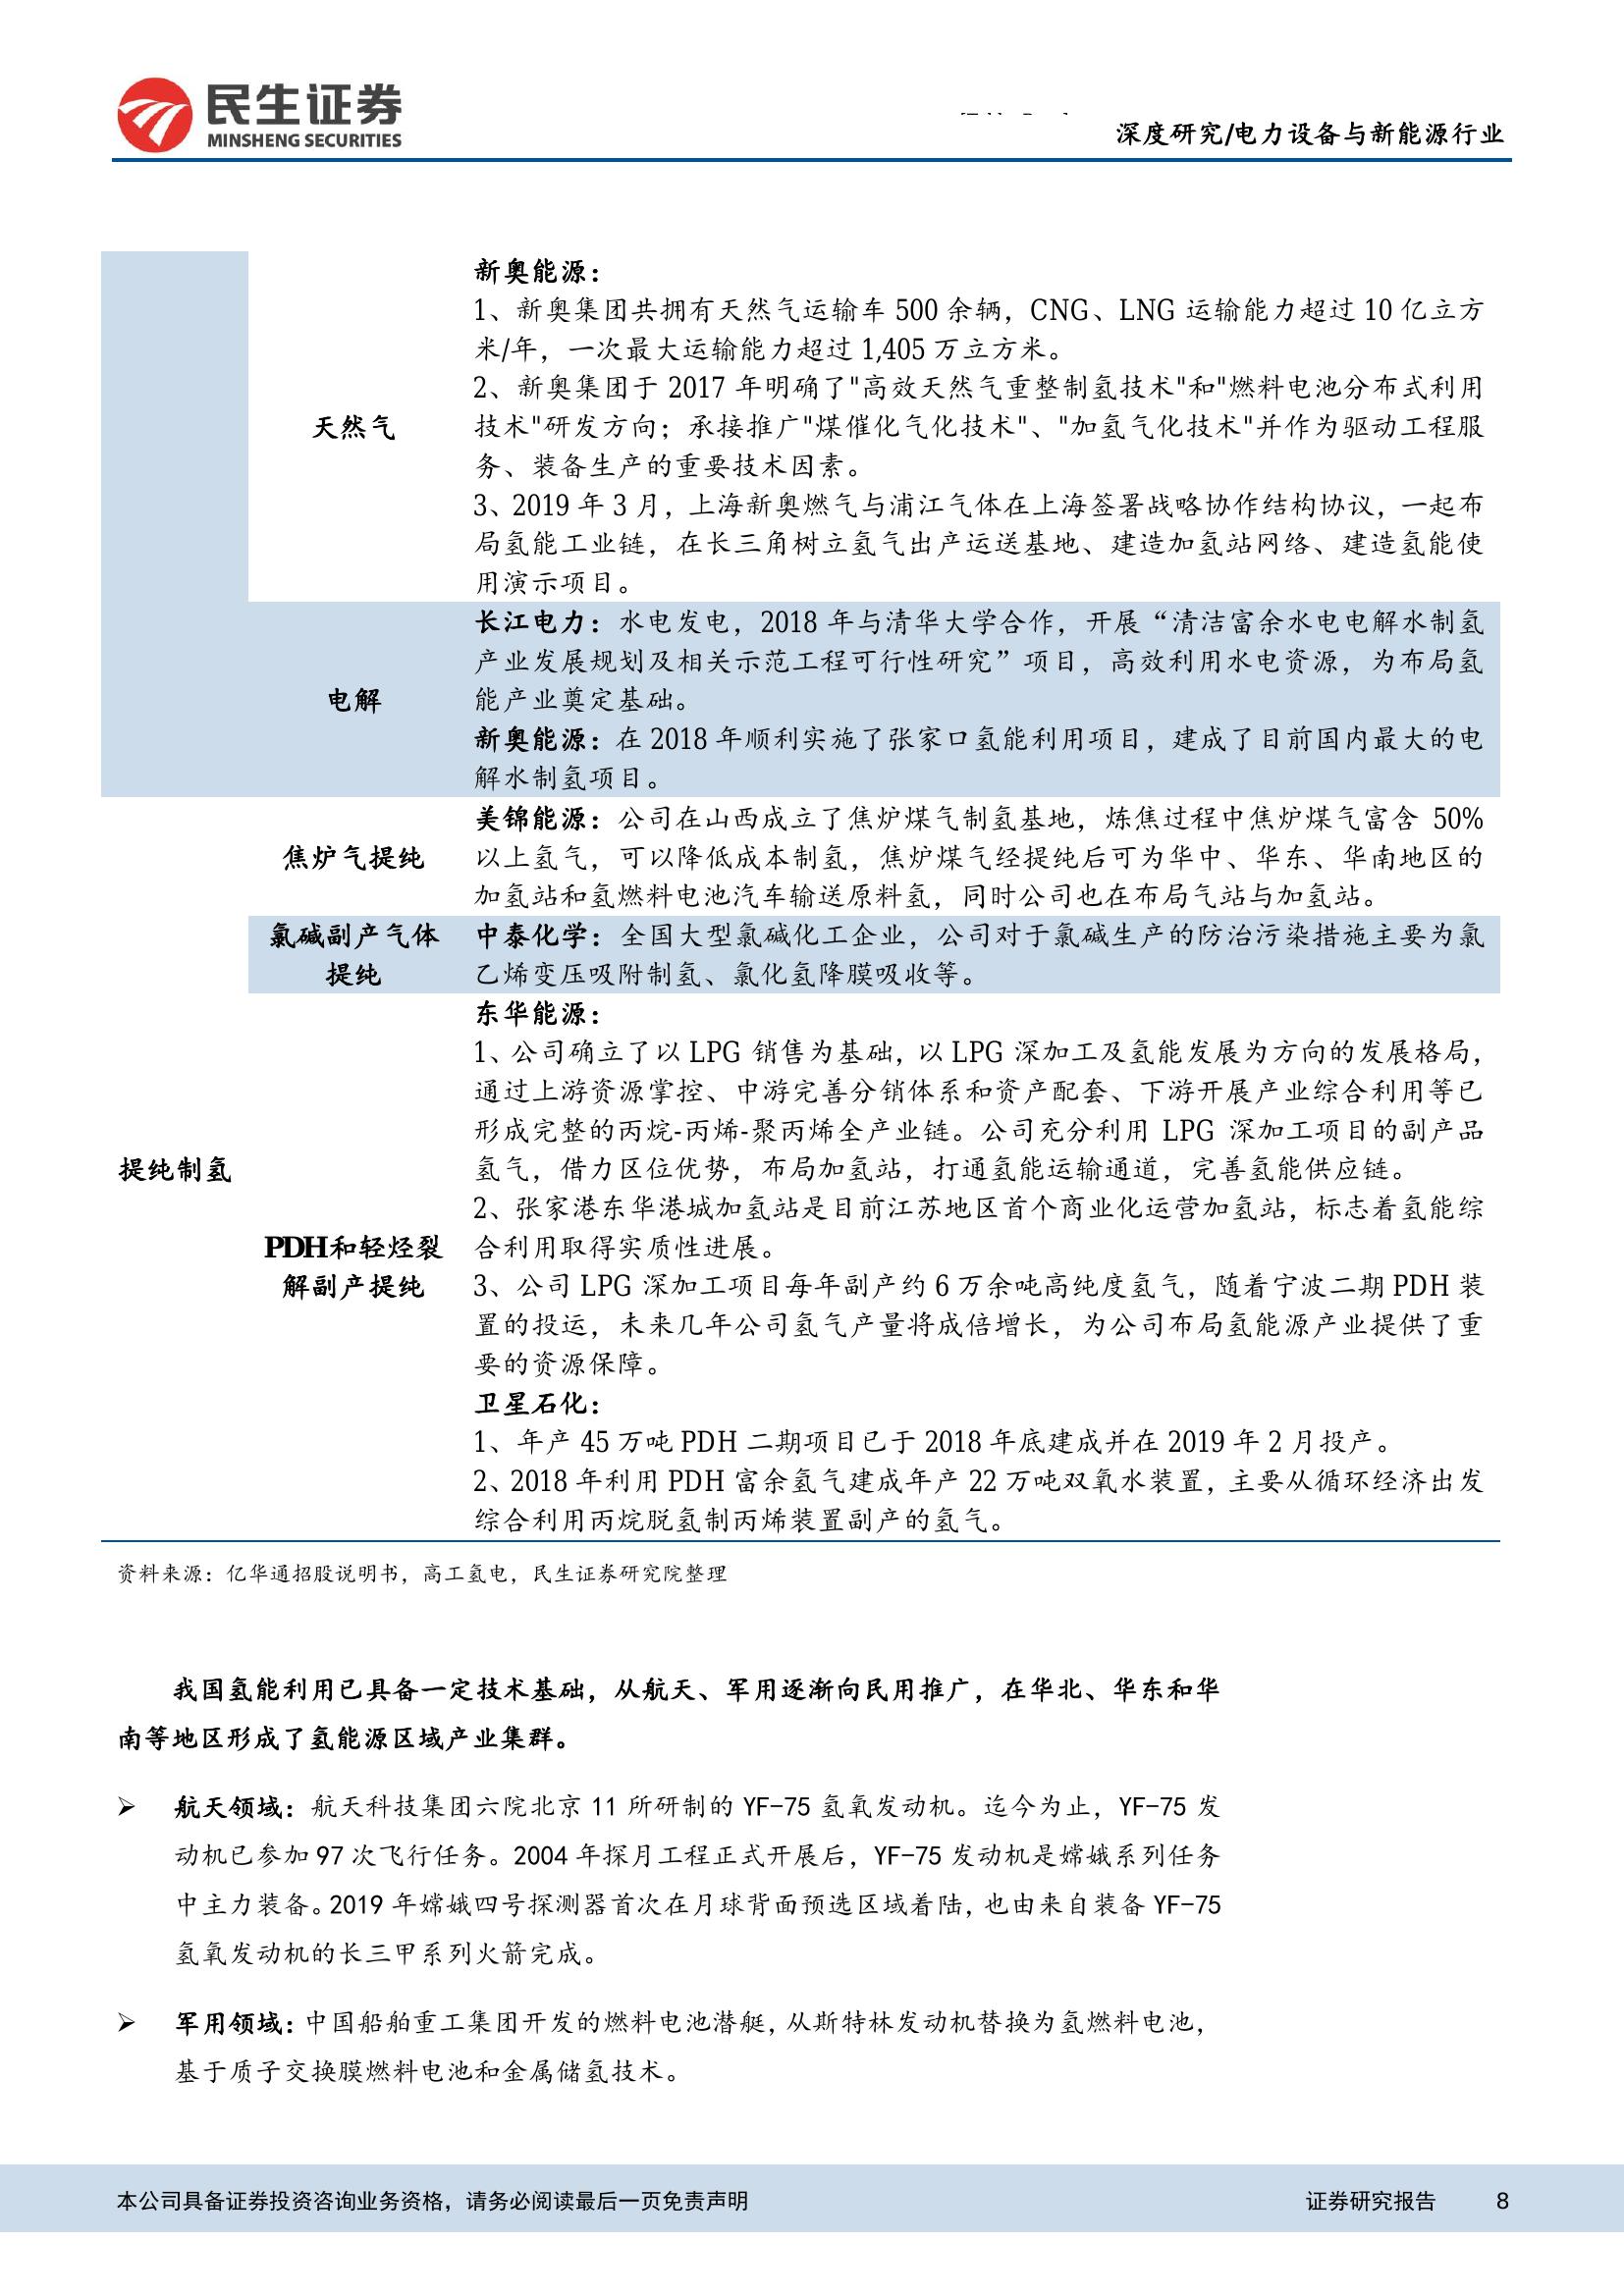 民生证券
MINSHENG SECURITIES
深度研究/电力设备与新能源行业
天然气
新奥能源：
1、新奥集团共拥有天然气运输车 500 余辆，CNG、LNG 运输能力超过 10 亿立方
米/年，一次最大运输能力超过 1,405 万立方米。
2、新奥集团于 2017 年明确了"高效天然气重整制氢技术"和"燃料电池分布式利用
技术"研发方向；承接推广"煤催化气化技术"、"加氢气化技术"并作为驱动工程服
务、装备生产的重要技术因素。
3、2019 年 3 月，上海新奥燃气与浦江气体在上海签署战略协作结构协议，一起布
局氢能工业链，在长三角树立氢气出产运送基地、建造加氢站网络、建造氢能使
用演示项目。
电解
长江电力：水电发电，2018 年与清华大学合作，开展“清洁富余水电电解水制氢
产业发展规划及相关示范工程可行性研究”项目，高效利用水电资源，为布局氢
能产业奠定基础。
新奥能源：在 2018 年顺利实施了张家口氢能利用项目，建成了目前国内最大的电
解水制氢项目。
提纯制氢
焦炉气提纯
美锦能源：公司在山西成立了焦炉煤气制氢基地，炼焦过程中焦炉煤气富含 50%
以上氢气，可以降低成本制氢，焦炉煤气经提纯后可为华中、华东、华南地区的
加氢站和氢燃料电池汽车输送原料氢，同时公司也在布局气站与加氢站。
氯碱副产气体
提纯
中泰化学：全国大型氯碱化工企业，公司对于氯碱生产的防治污染措施主要为氯
乙烯变压吸附制氢、氯化氢降膜吸收等。
PDH和轻烃裂
解副产提纯
东华能源：
1、公司确立了以 LPG 销售为基础，以 LPG 深加工及氢能发展为方向的发展格局，
通过上游资源掌控、中游完善分销体系和资产配套、下游开展产业综合利用等已
形成完整的丙烷-丙烯-聚丙烯全产业链。公司充分利用 LPG 深加工项目的副产品
氢气，借力区位优势，布局加氢站，打通氢能运输通道，完善氢能供应链。
2、张家港东华港城加氢站是目前江苏地区首个商业化运营加氢站，标志着氢能综
合利用取得实质性进展。
3、公司 LPG 深加工项目每年副产约 6 万余吨高纯度氢气，随着宁波二期 PDH 装
置的投运，未来几年公司氢气产量将成倍增长，为公司布局氢能源产业提供了重
要的资源保障。
卫星石化：
1、年产 45 万吨 PDH 二期项目已于 2018 年底建成并在 2019 年 2 月投产。
2、2018 年利用 PDH 富余氢气建成年产 22 万吨双氧水装置，主要从循环经济出发
综合利用丙烷脱氢制丙烯装置副产的氢气。
资料来源：亿华通招股说明书，高工氢电，民生证券研究院整理
我国氢能利用已具备一定技术基础，从航天、军用逐渐向民用推广，在华北、华东和华
南等地区形成了氢能源区域产业集群。
➢ 航天领域：航天科技集团六院北京 11 所研制的 YF-75 氢氧发动机。迄今为止，YF-75 发
动机已参加 97 次飞行任务。2004 年探月工程正式开展后，YF-75 发动机是嫦娥系列任务
中主力装备。2019 年嫦娥四号探测器首次在月球背面预选区域着陆，也由来自装备 YF-75
氢氧发动机的长三甲系列火箭完成。
➢ 军用领域：中国船舶重工集团开发的燃料电池潜艇，从斯特林发动机替换为氢燃料电池，
基于质子交换膜燃料电池和金属储氢技术。
本公司具备证券投资咨询业务资格，请务必阅读最后一页免责声明
证券研究报告 8